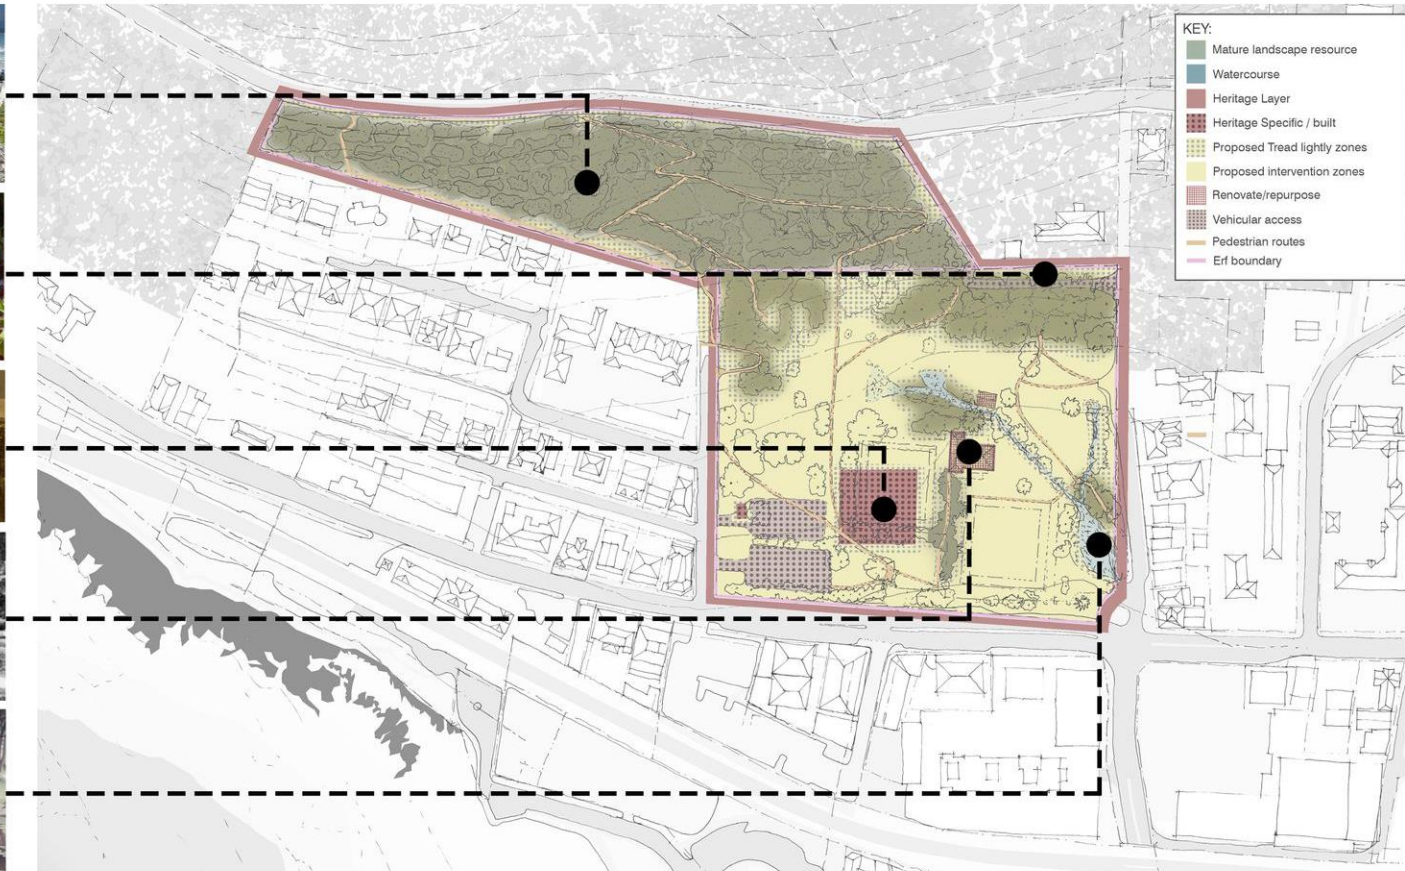 KEY:
Mature landscape resource
Watercourse
Heritage Layer
Heritage Specific / built
Proposed Tread lightly zones
Proposed intervention zones
Renovate/repurpose
Vehicular access
Pedestrian routes
Erf boundary